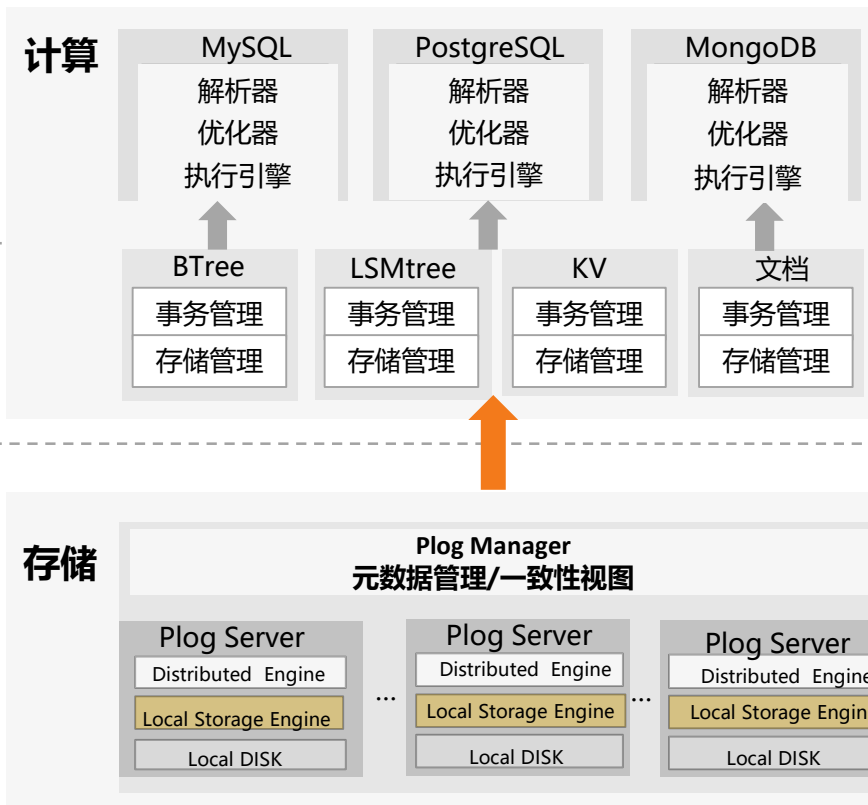 计算
MySQL
解析器
优化器
执行引擎
PostgreSQL
解析器
优化器
执行引擎
MongoDB
解析器
优化器
执行引擎
BTree
事务管理
存储管理
LSMtree
事务管理
存储管理
KV
事务管理
存储管理
文档
事务管理
存储管理
存储
Plog Manager
元数据管理/一致性视图
Plog Server
Distributed Engine
Local Storage Engine
Local DISK
...
Plog Server
Distributed Engine
Local Storage Engine
Local DISK
...
Plog Server
Distributed Engine
Local Storage Engin
Local DISK